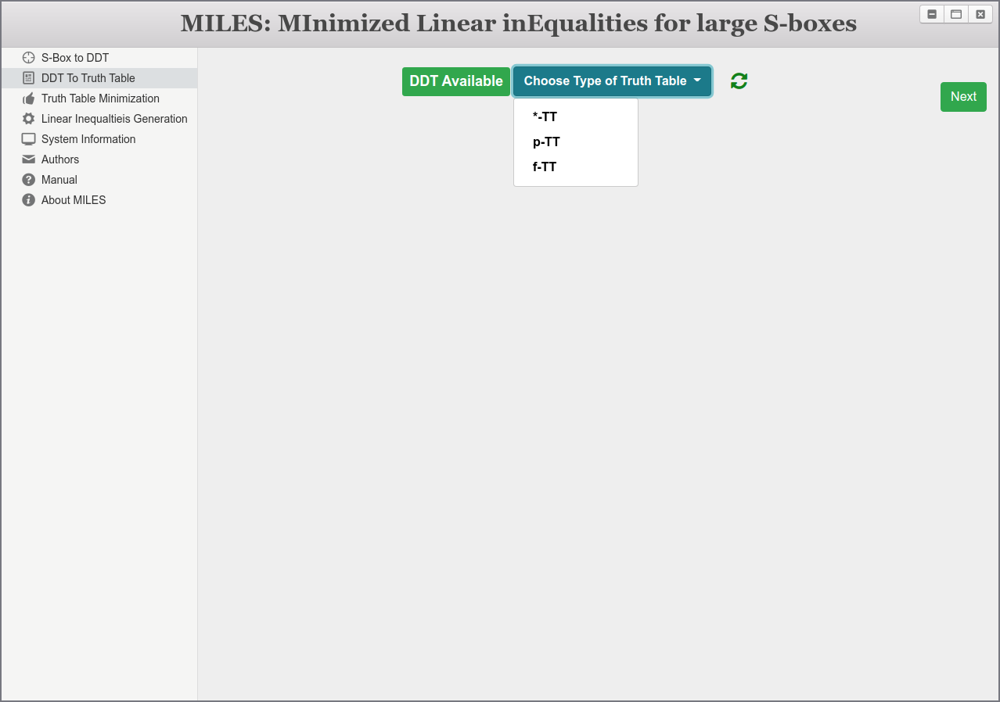 MILES: MInimized Linear inEqualities for large S-boxes
S-Box to DDT
DDT To Truth Table
Truth Table Minimization
Linear Inequaltieis Generation
System Information
Authors
Manual
About MILES
DDT Available
Choose Type of Truth Table
*-TT
p-TT
f-TT
Next